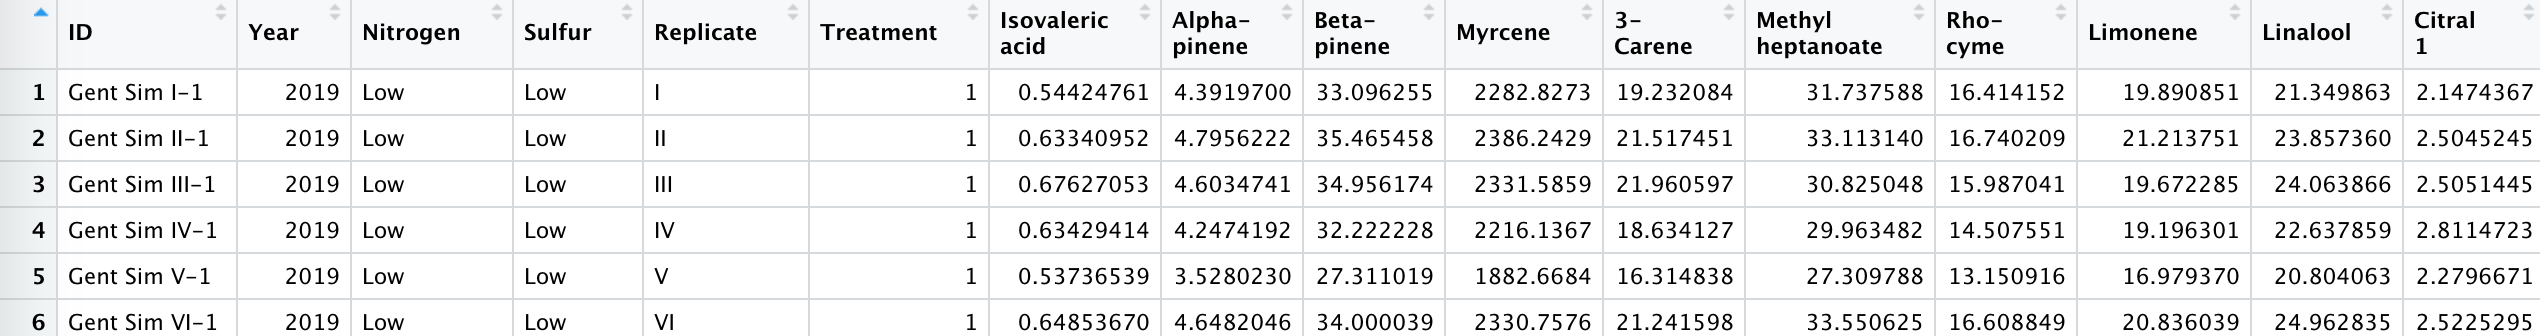 ID Year Nitrogen Sulfur Replicate Treatment Isovaleric acid Alpha-pinene Beta-pinene Myrcene 3-Carene Methyl heptanoate Rho-cyme Limonene Linalool Citral 1
1 Gent Sim I-1 2019 Low Low I 1 0.54424761 4.3919700 33.096255 2282.8273 19.232084 31.737588 16.414152 19.890851 21.349863 2.1474367
2 Gent Sim II-1 2019 Low Low II 1 0.63340952 4.7956222 35.465458 2386.2429 21.517451 33.113140 16.740209 21.213751 23.857360 2.5045245
3 Gent Sim III-1 2019 Low Low III 1 0.67627053 4.6034741 34.956174 2331.5859 21.960597 30.825048 15.987041 19.672285 24.063866 2.5051445
4 Gent Sim IV-1 2019 Low Low IV 1 0.63429414 4.2474192 32.222228 2216.1367 18.634127 29.963482 14.507551 19.196301 22.637859 2.8114723
5 Gent Sim V-1 2019 Low Low V 1 0.53736539 3.5280230 27.311019 1882.6684 16.314838 27.309788 13.150916 16.979370 20.804063 2.2796671
6 Gent Sim VI-1 2019 Low Low VI 1 0.64853670 4.6482046 34.000039 2330.7576 21.241598 33.550625 16.608849 20.836039 24.962835 2.5225295